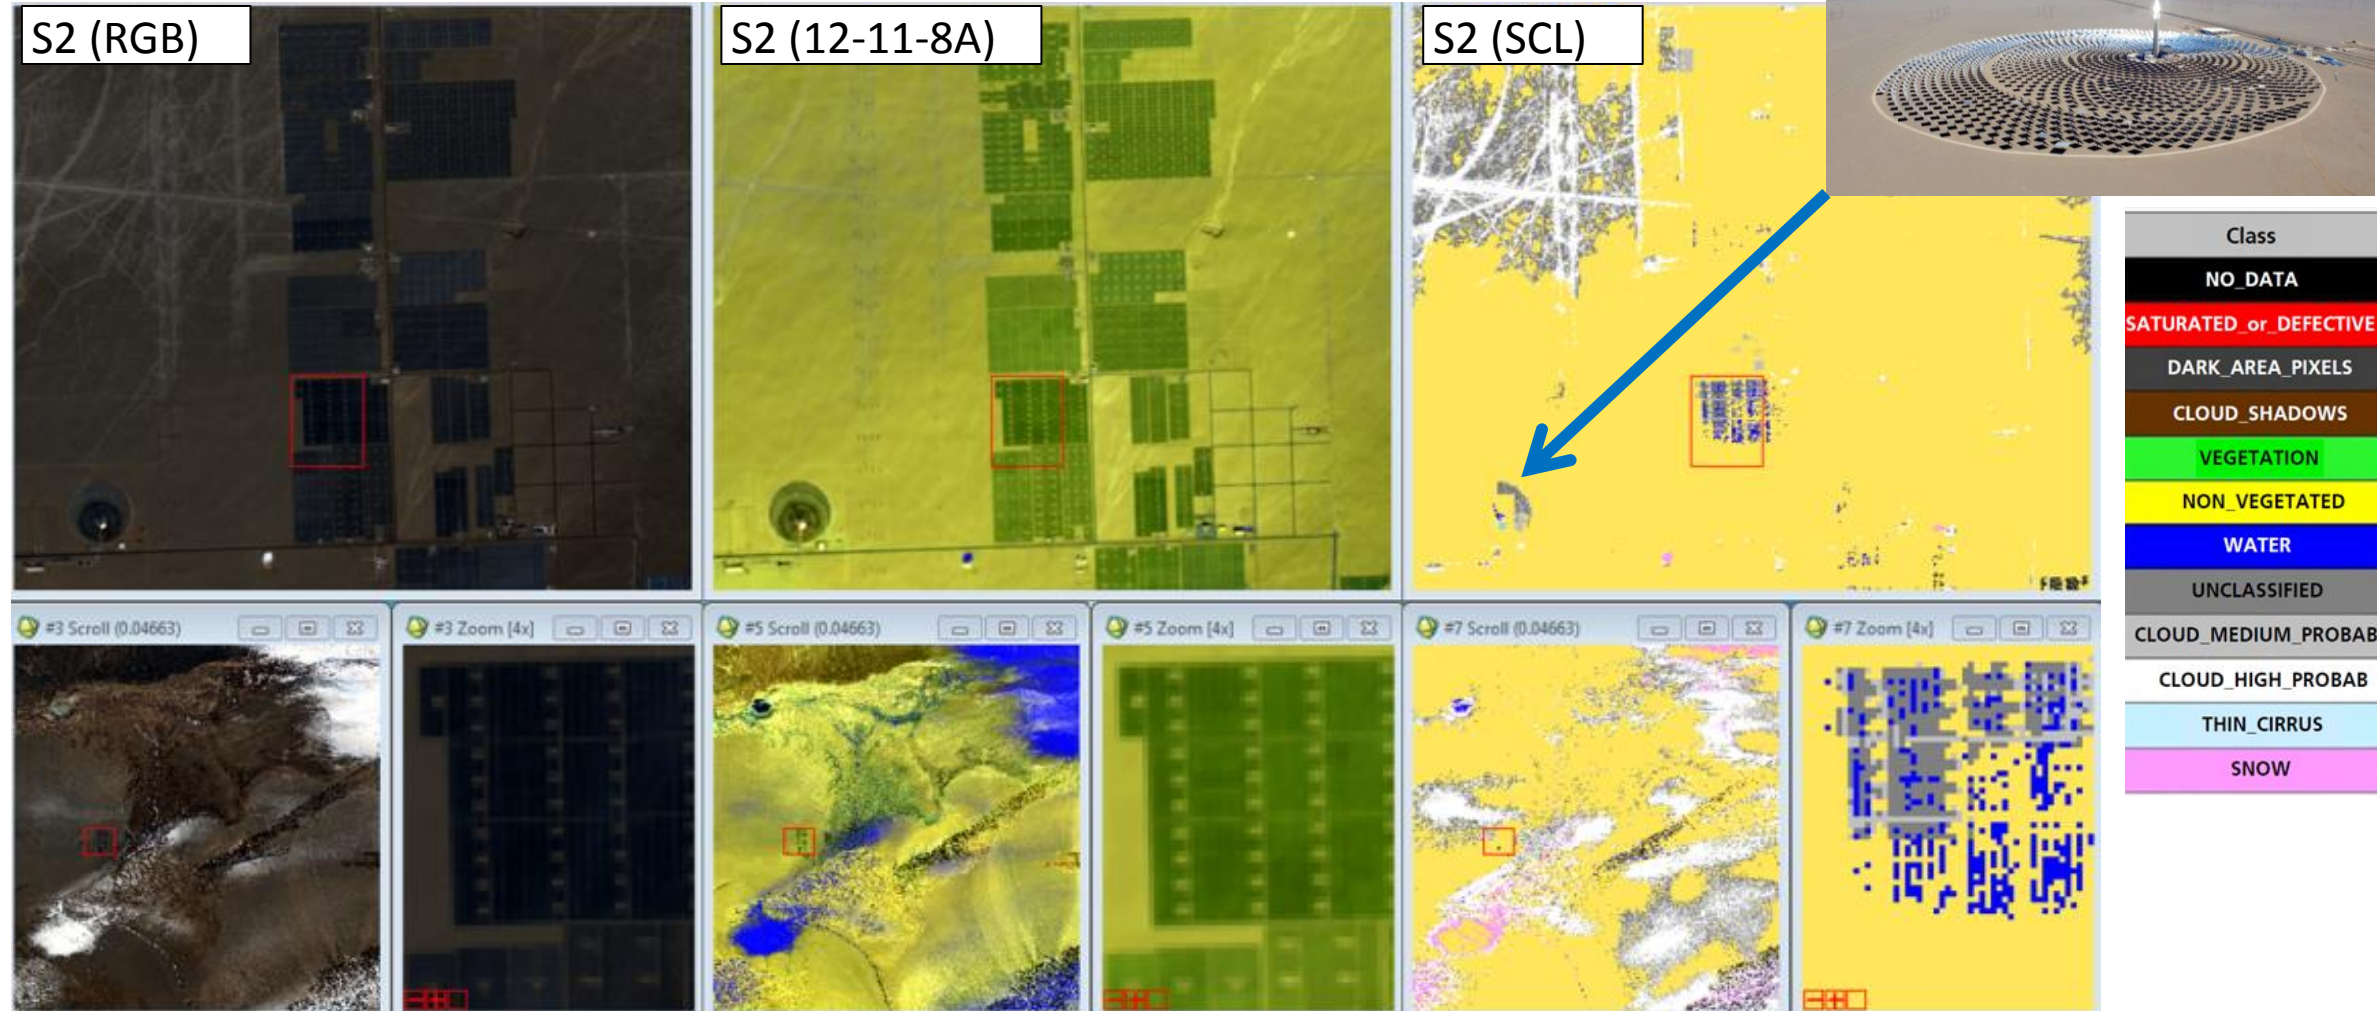 S2 (RGB)
S2 (12-11-8A)
S2 (SCL)
Class
NO_DATA
SATURATED_or_DEFECTIVE
DARK_AREA_PIXELS
CLOUD_SHADOWS
VEGETATION
NON_VEGETATED
WATER
UNCLASSIFIED
CLOUD_MEDIUM_PROBAB
CLOUD_HIGH_PROBAB
THIN_CIRRUS
SNOW
#3 Scroll (0.04663)
#3 Zoom [4x]
#5 Scroll (0.04663)
#5 Zoom [4x]
#7 Scroll (0.04663)
#7 Zoom [4x]